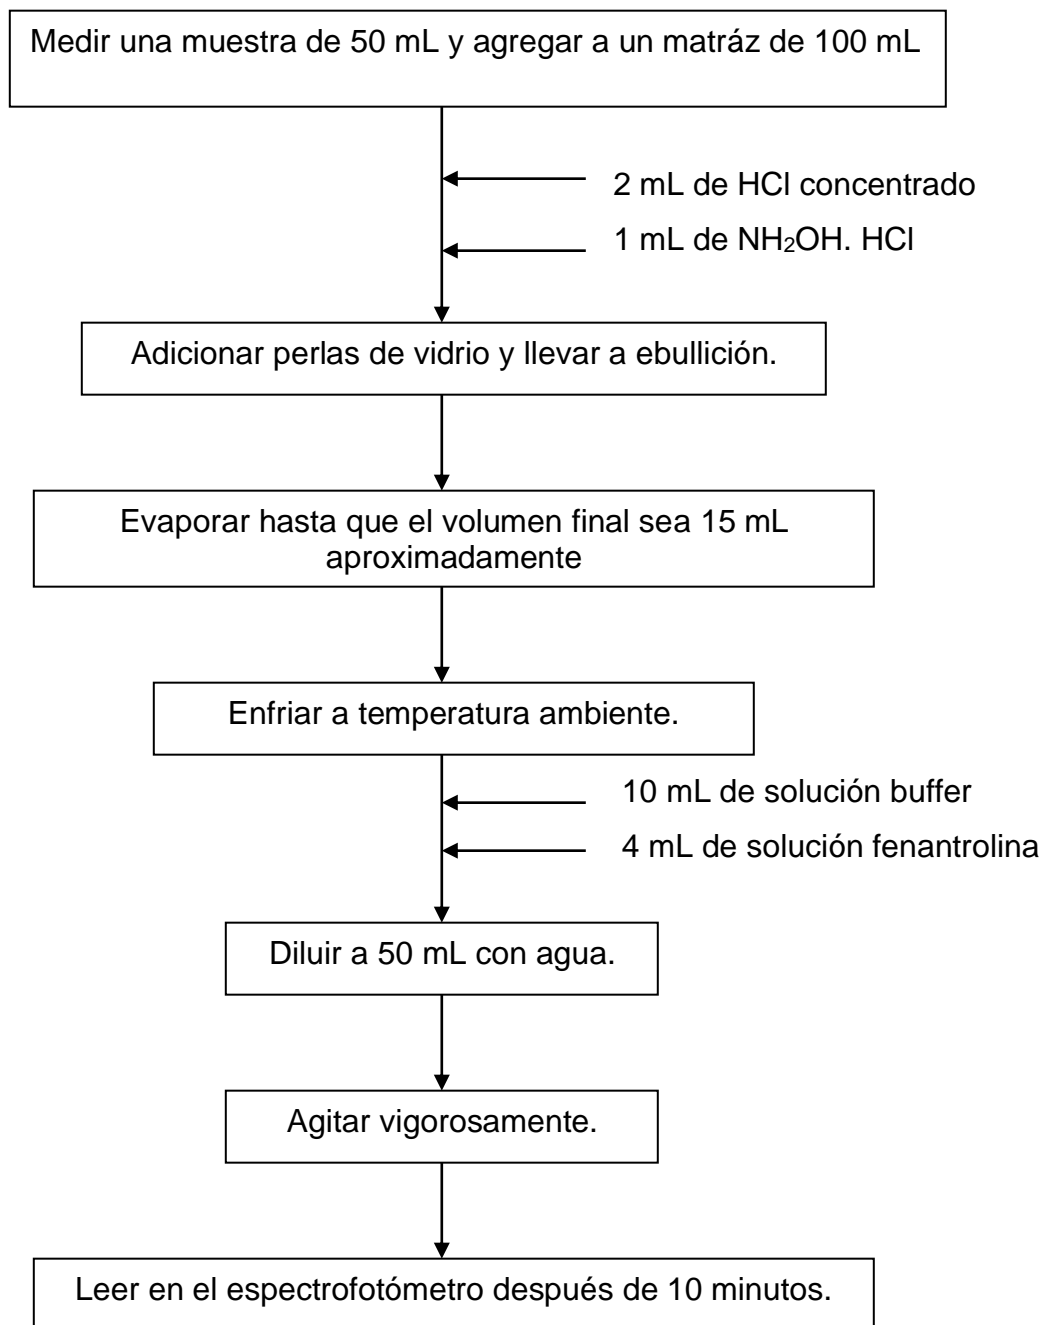 Medir una muestra de 50 mL y agregar a un matráz de 100 mL
2 mL de HCl concentrado
1 mL de NH₂OH. HCl
Adicionar perlas de vidrio y llevar a ebullición.
Evaporar hasta que el volumen final sea 15 mL
aproximadamente
Enfriar a temperatura ambiente.
10 mL de solución buffer
4 mL de solución fenantrolina
Diluir a 50 mL con agua.
Agitar vigorosamente.
Leer en el espectrofotómetro después de 10 minutos.